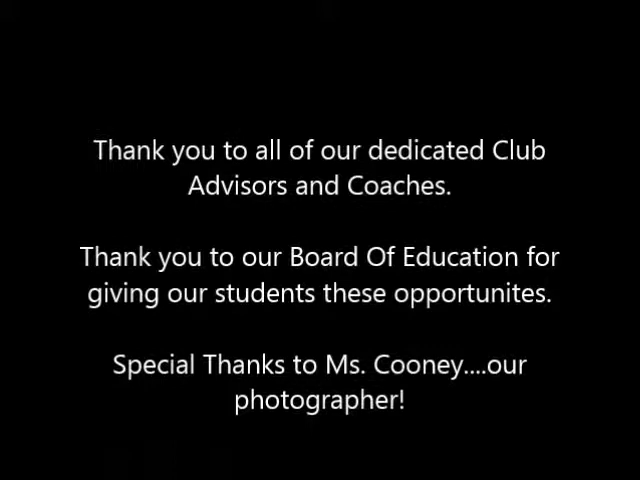 Thank you to all of our dedicated Club
Advisors and Coaches.
Thank you to our Board Of Education for
giving our students these opportunites.
Special Thanks to Ms. Cooney....our
photographer!